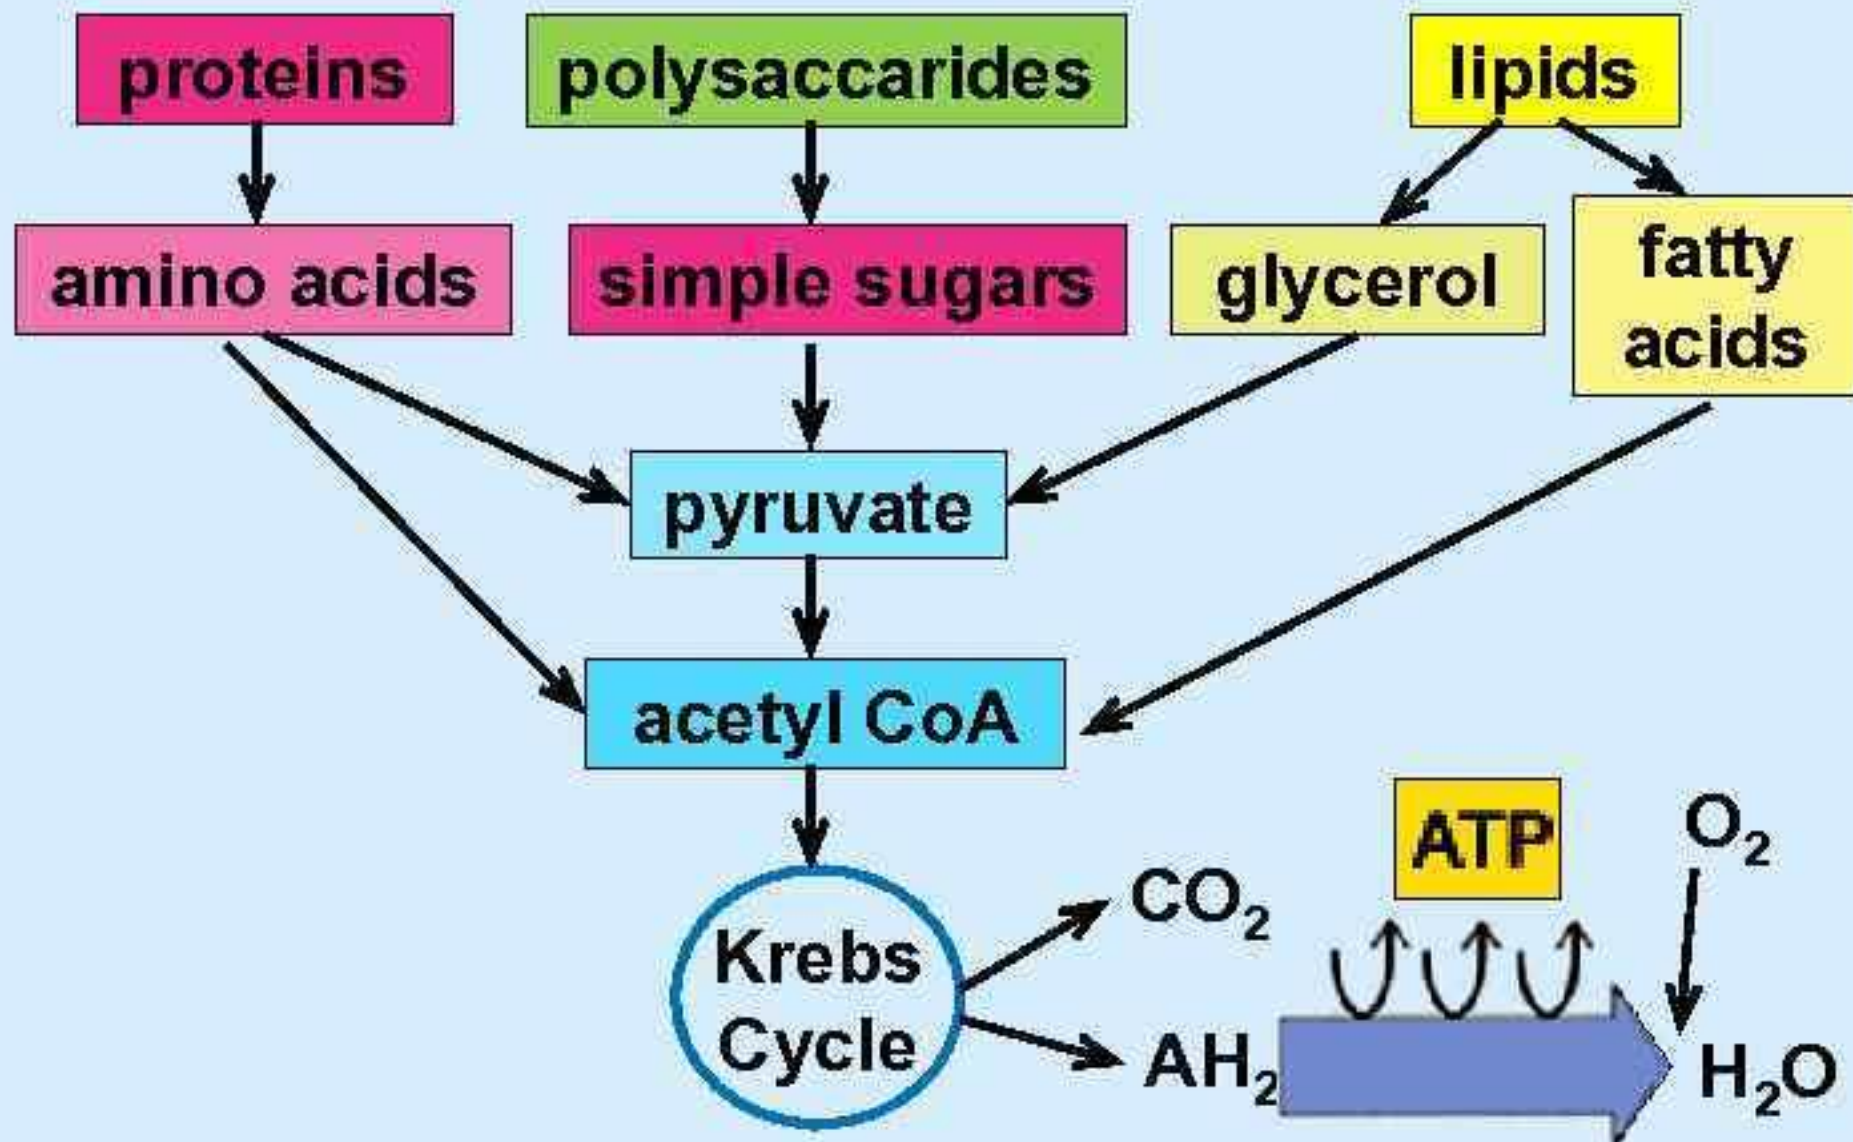 proteins
polysaccarides
lipids
amino acids
simple sugars
glycerol
fatty
acids
pyruvate
acetyl CoA
ATP
O₂
CO₂
Krebs
Cycle
AH₂
H₂O